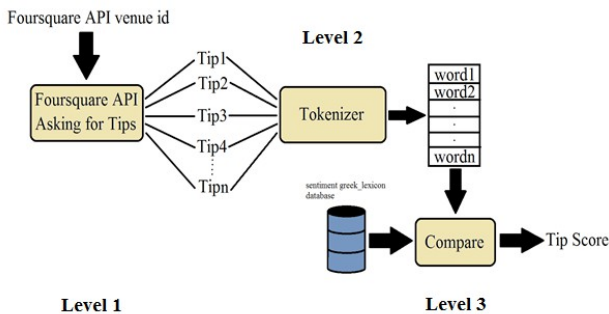 Foursquare API venue id
Level 2
Foursquare API
Asking for Tips
Tip1
Tip2
Tip3
Tip4
Tipn
Tokenizer
word1
word2
.
.
.
wordn
sentiment greek_lexicon
database
Compare
Tip Score
Level 1
Level 3